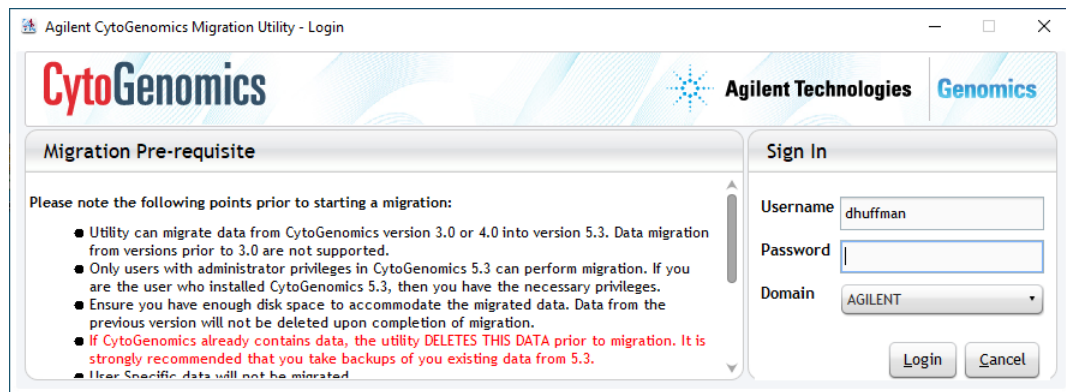 Agilent CytoGenomics Migration Utility - Login
CytoGenomics
Agilent Technologies
Genomics
Migration Pre-requisite
Please note the following points prior to starting a migration:
Utility can migrate data from CytoGenomics version 3.0 or 4.0 into version 5.3. Data migration
from versions prior to 3.0 are not supported.
Only users with administrator privileges in CytoGenomics 5.3 can perform migration. If you
are the user who installed CytoGenomics 5.3, then you have the necessary privileges.
Ensure you have enough disk space to accommodate the migrated data. Data from the
previous version will not be deleted upon completion of migration.
If CytoGenomics already contains data, the utility DELETES THIS DATA prior to migration. It is
strongly recommended that you take backups of you existing data from 5.3.
User Specific data will not be migrated
Sign In
Username dhuffman
Password
Domain AGILENT
Login Cancel